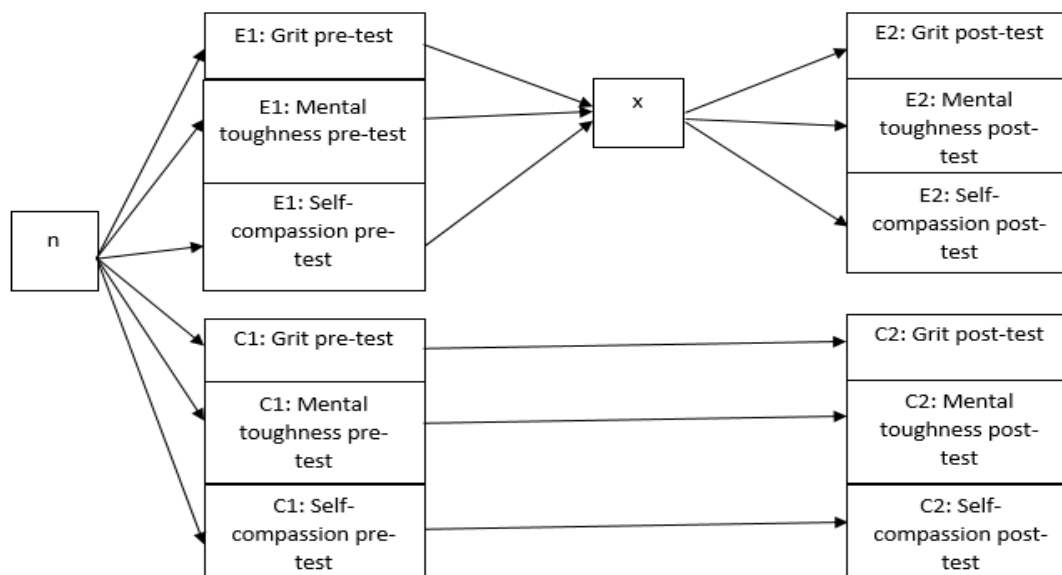 E1: Grit pre-test
E1: Mental
toughness pre-test
E1: Self-
compassion pre-
test
n
x
E2: Grit post-test
E2: Mental
toughness post-
test
E2: Self-
compassion post-
test
C1: Grit pre-test
C1: Mental
toughness pre-
test
C1: Self-
compassion pre-
test
C2: Grit post-test
C2: Mental
toughness post-
test
C2: Self-
compassion post-
test